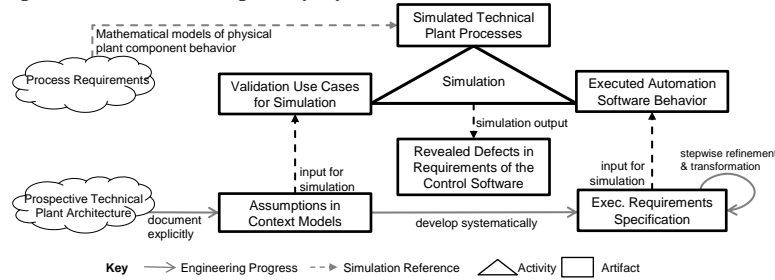 Simulated Technical
Plant Processes
Mathematical models of physical
plant component behavior
Process Requirements
Validation Use Cases
for Simulation
Simulation
Executed Automation
Software Behavior
simulation output
Revealed Defects in
Requirements of the
Control Software
input for
simulation
input for
simulation
stepwise refinement
& transformation
Prospective Technical
Plant Architecture
document
explicitly
Assumptions in
Context Models
develop systematically
Exec. Requirements
Specification
Key
Engineering Progress
Simulation Reference
Activity
Artifact